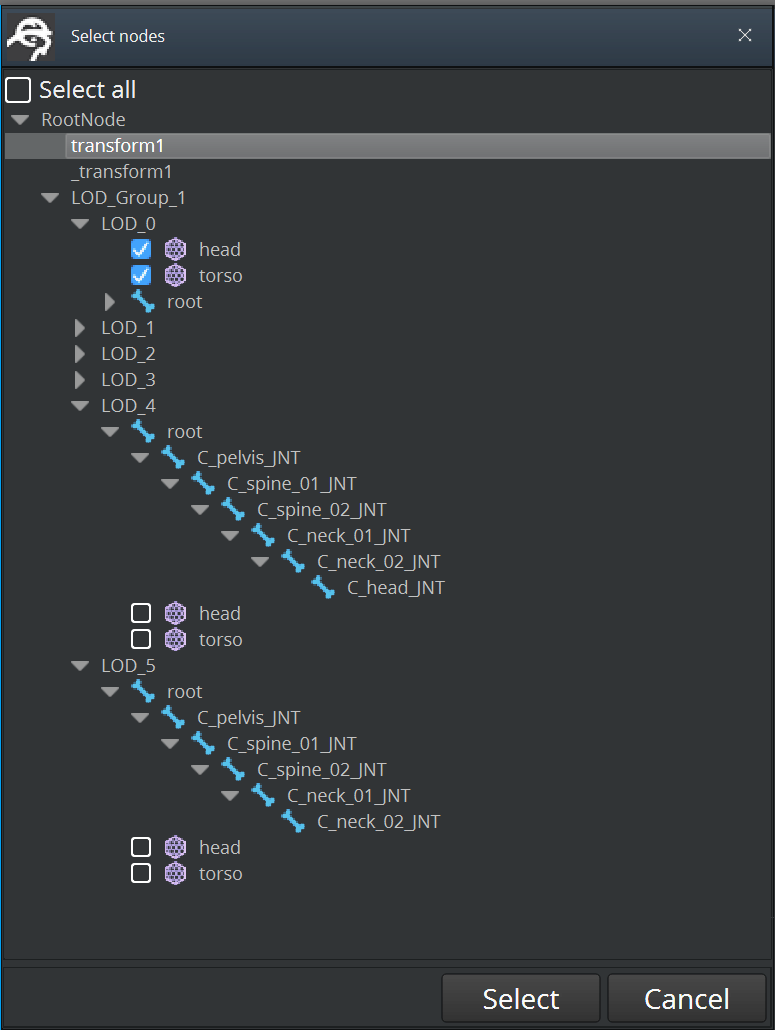 Select nodes
Select all
RootNode
transform1
_transform1
LOD_Group_1
LOD_0
head
torso
root
LOD_1
LOD_2
LOD_3
LOD_4
root
C_pelvis_JNT
C_spine_01_JNT
C_spine_02_JNT
C_neck_01_JNT
C_neck_02_JNT
C_head_JNT
head
torso
LOD_5
root
C_pelvis_JNT
C_spine_01_JNT
C_spine_02_JNT
C_neck_01_JNT
C_neck_02_JNT
head
torso
Select Cancel